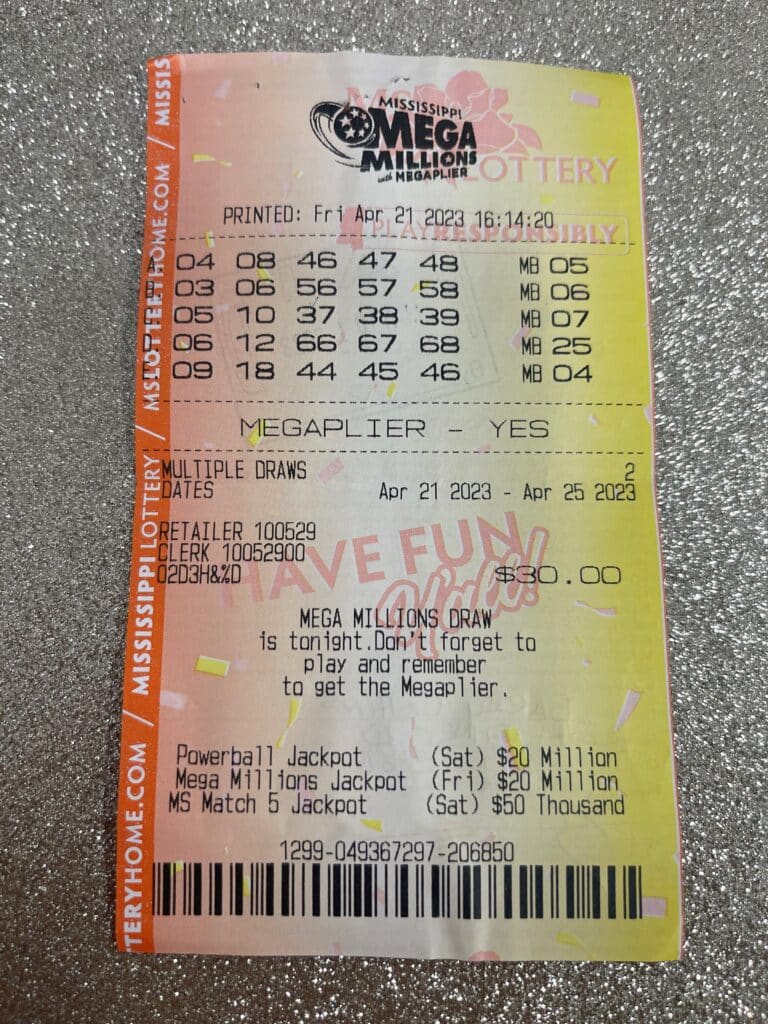 MISSISSIPPI
MEGA
MILLIONS
with MEGAPLIER
LOTTERY
PRINTED: Fri Apr 21 2023 16:14:20
PLAY RESPONSIBLY
04 08 46 47 48 MB 05
03 06 56 57 58 MB 06
05 10 37 38 39 MB 07
06 12 66 67 68 MB 25
09 18 44 45 46 MB 04
MEGAPLIER - YES
MULTIPLE DRAWS 2
DATES Apr 21 2023 - Apr 25 2023
RETAILER 100529
CLERK 10052900
02D3H&%D $30.00
HAVE FUN
Y'all!
MEGA MILLIONS DRAW
is tonight.Don't forget to
play and remember
to get the Megaplier.
Powerball Jackpot (Sat) $20 Million
Mega Millions Jackpot (Fri) $20 Million
MS Match 5 Jackpot (Sat) $50 Thousand
1299-049367297-206850
TERYHOME.COM / MISSISSIPPI LOTTERY / MSLOTTERYHOME.COM / MISSIS